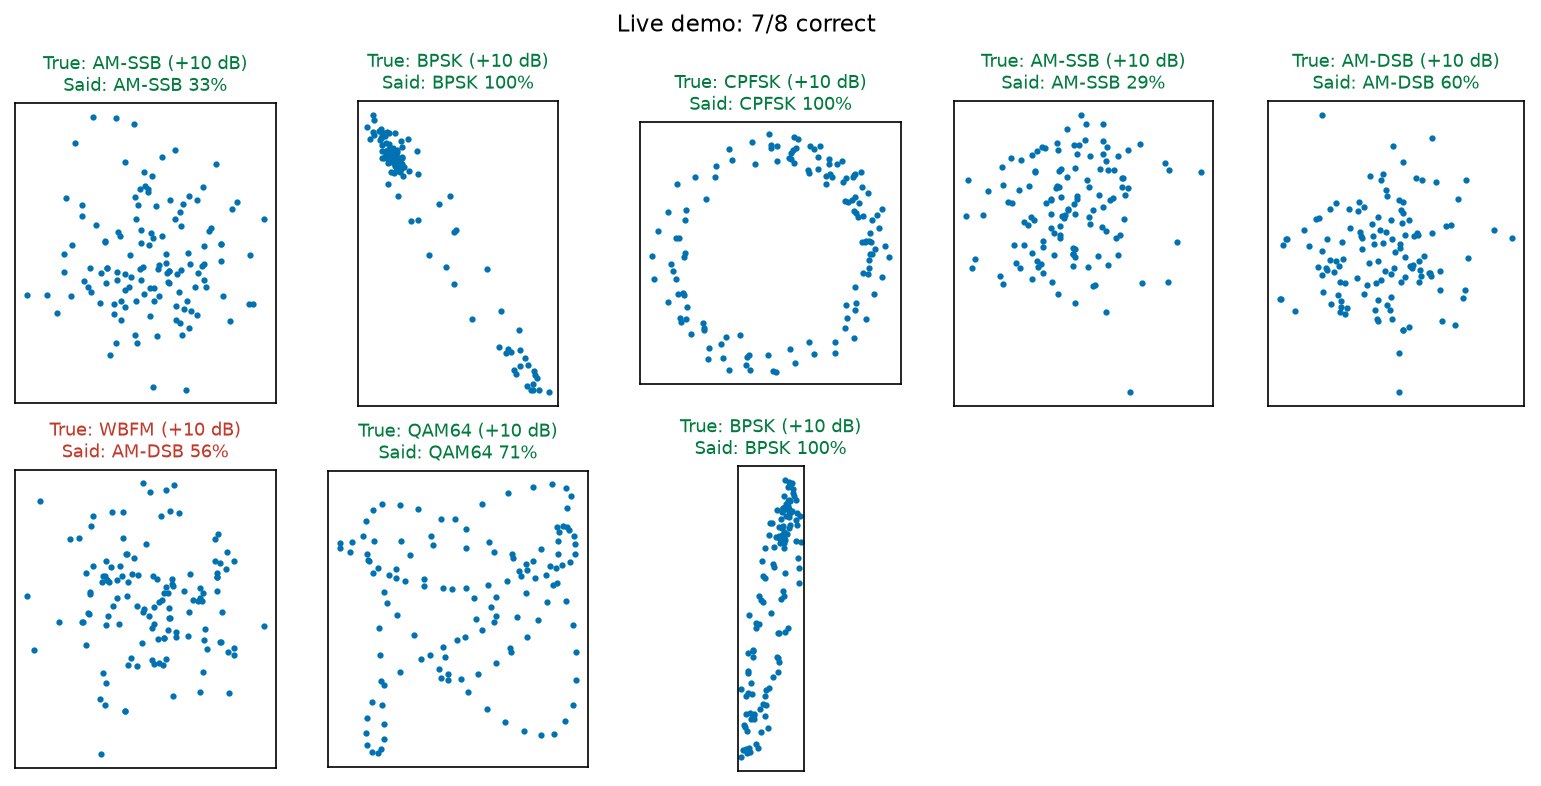 Live demo: 7/8 correct
True: AM-SSB (+10 dB)
Said: AM-SSB 33%
True: BPSK (+10 dB)
Said: BPSK 100%
True: CPFSK (+10 dB)
Said: CPFSK 100%
True: AM-SSB (+10 dB)
Said: AM-SSB 29%
True: AM-DSB (+10 dB)
Said: AM-DSB 60%
True: WBFM (+10 dB)
Said: AM-DSB 56%
True: QAM64 (+10 dB)
Said: QAM64 71%
True: BPSK (+10 dB)
Said: BPSK 100%